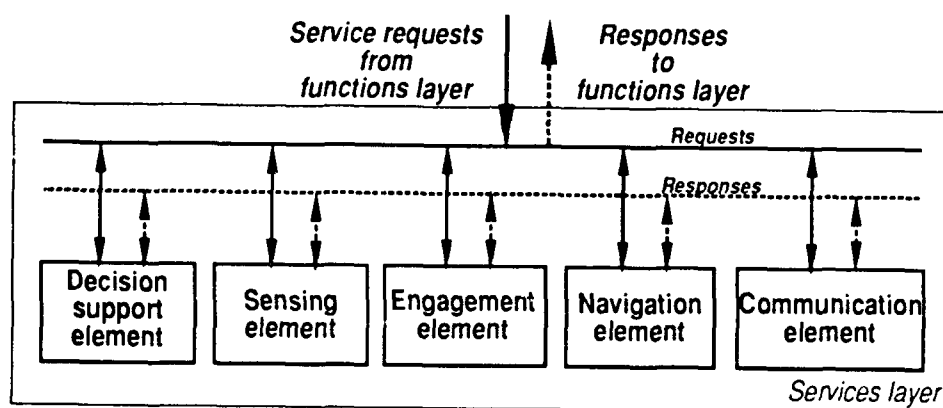 Service requests
from
functions layer
Responses
to
functions layer
Requests
Responses
Decision
support
element
Sensing
element
Engagement
element
Navigation
element
Communication
element
Services layer